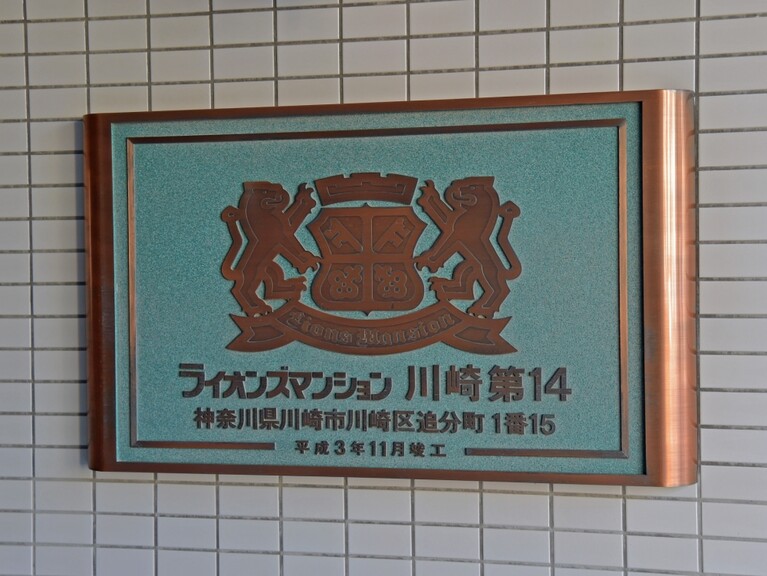 Lions Mansion
ライオンズマンション 川崎第14
神奈川県川崎市川崎区追分町 1番15
平成3年11月竣工